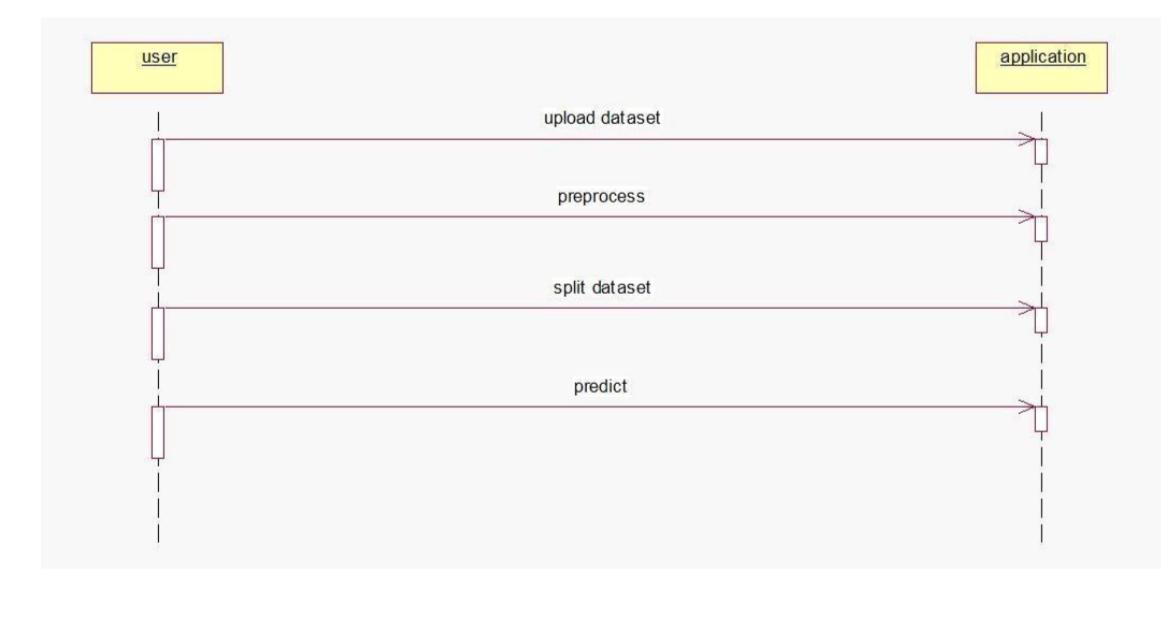 user
application
upload dataset
preprocess
split dataset
predict